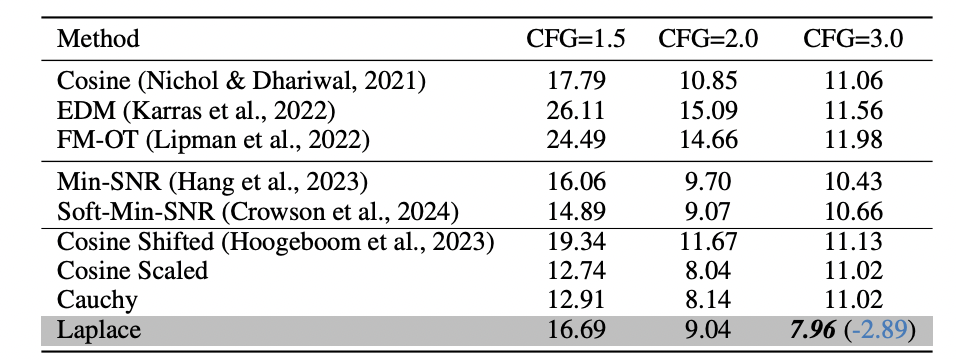 Method CFG=1.5 CFG=2.0 CFG=3.0
Cosine (Nichol & Dhariwal, 2021) 17.79 10.85 11.06
EDM (Karras et al., 2022) 26.11 15.09 11.56
FM-OT (Lipman et al., 2022) 24.49 14.66 11.98
Min-SNR (Hang et al., 2023) 16.06 9.70 10.43
Soft-Min-SNR (Crowson et al., 2024) 14.89 9.07 10.66
Cosine Shifted (Hoogeboom et al., 2023) 19.34 11.67 11.13
Cosine Scaled 12.74 8.04 11.02
Cauchy 12.91 8.14 11.02
Laplace 16.69 9.04 7.96 (-2.89)